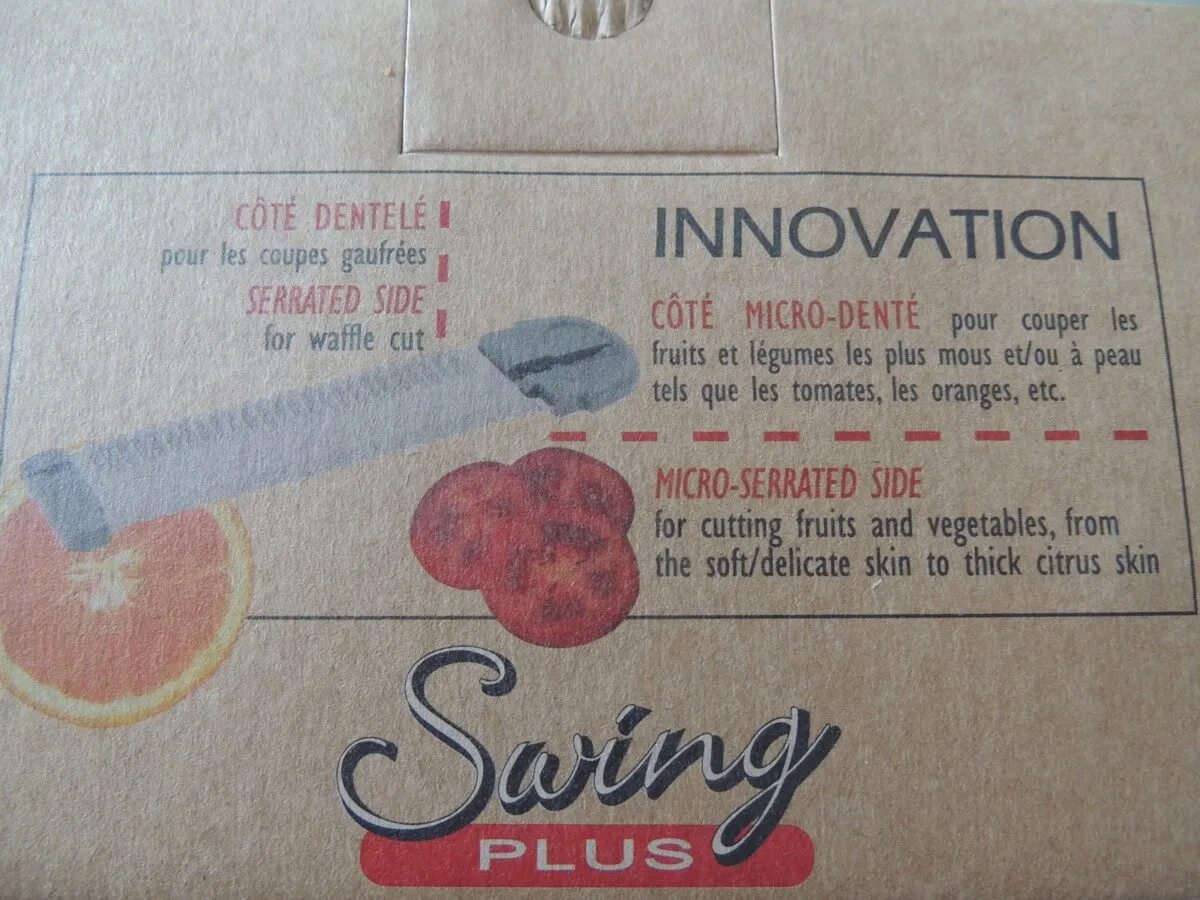 CÔTÉ DENTELÉ
pour les coupes gaufrées
SERRATED SIDE
for waffle cut
INNOVATION
CÔTÉ MICRO-DENTÉ pour couper les
fruits et légumes les plus mous et/ou à peau
tels que les tomates, les oranges, etc.
MICRO-SERRATED SIDE
for cutting fruits and vegetables, from
the soft/delicate skin to thick citrus skin
Swing
PLUS